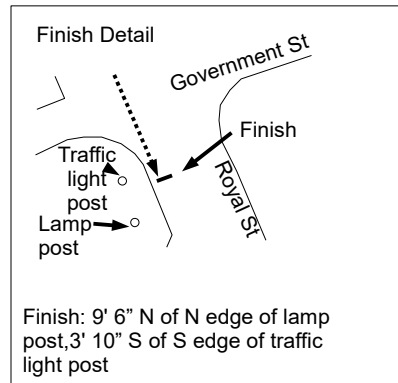 Finish Detail
Government St
Finish
Traffic
light
post
Royal St
Lamp
post
Finish: 9' 6” N of N edge of lamp
post,3' 10” S of S edge of traffic
light post